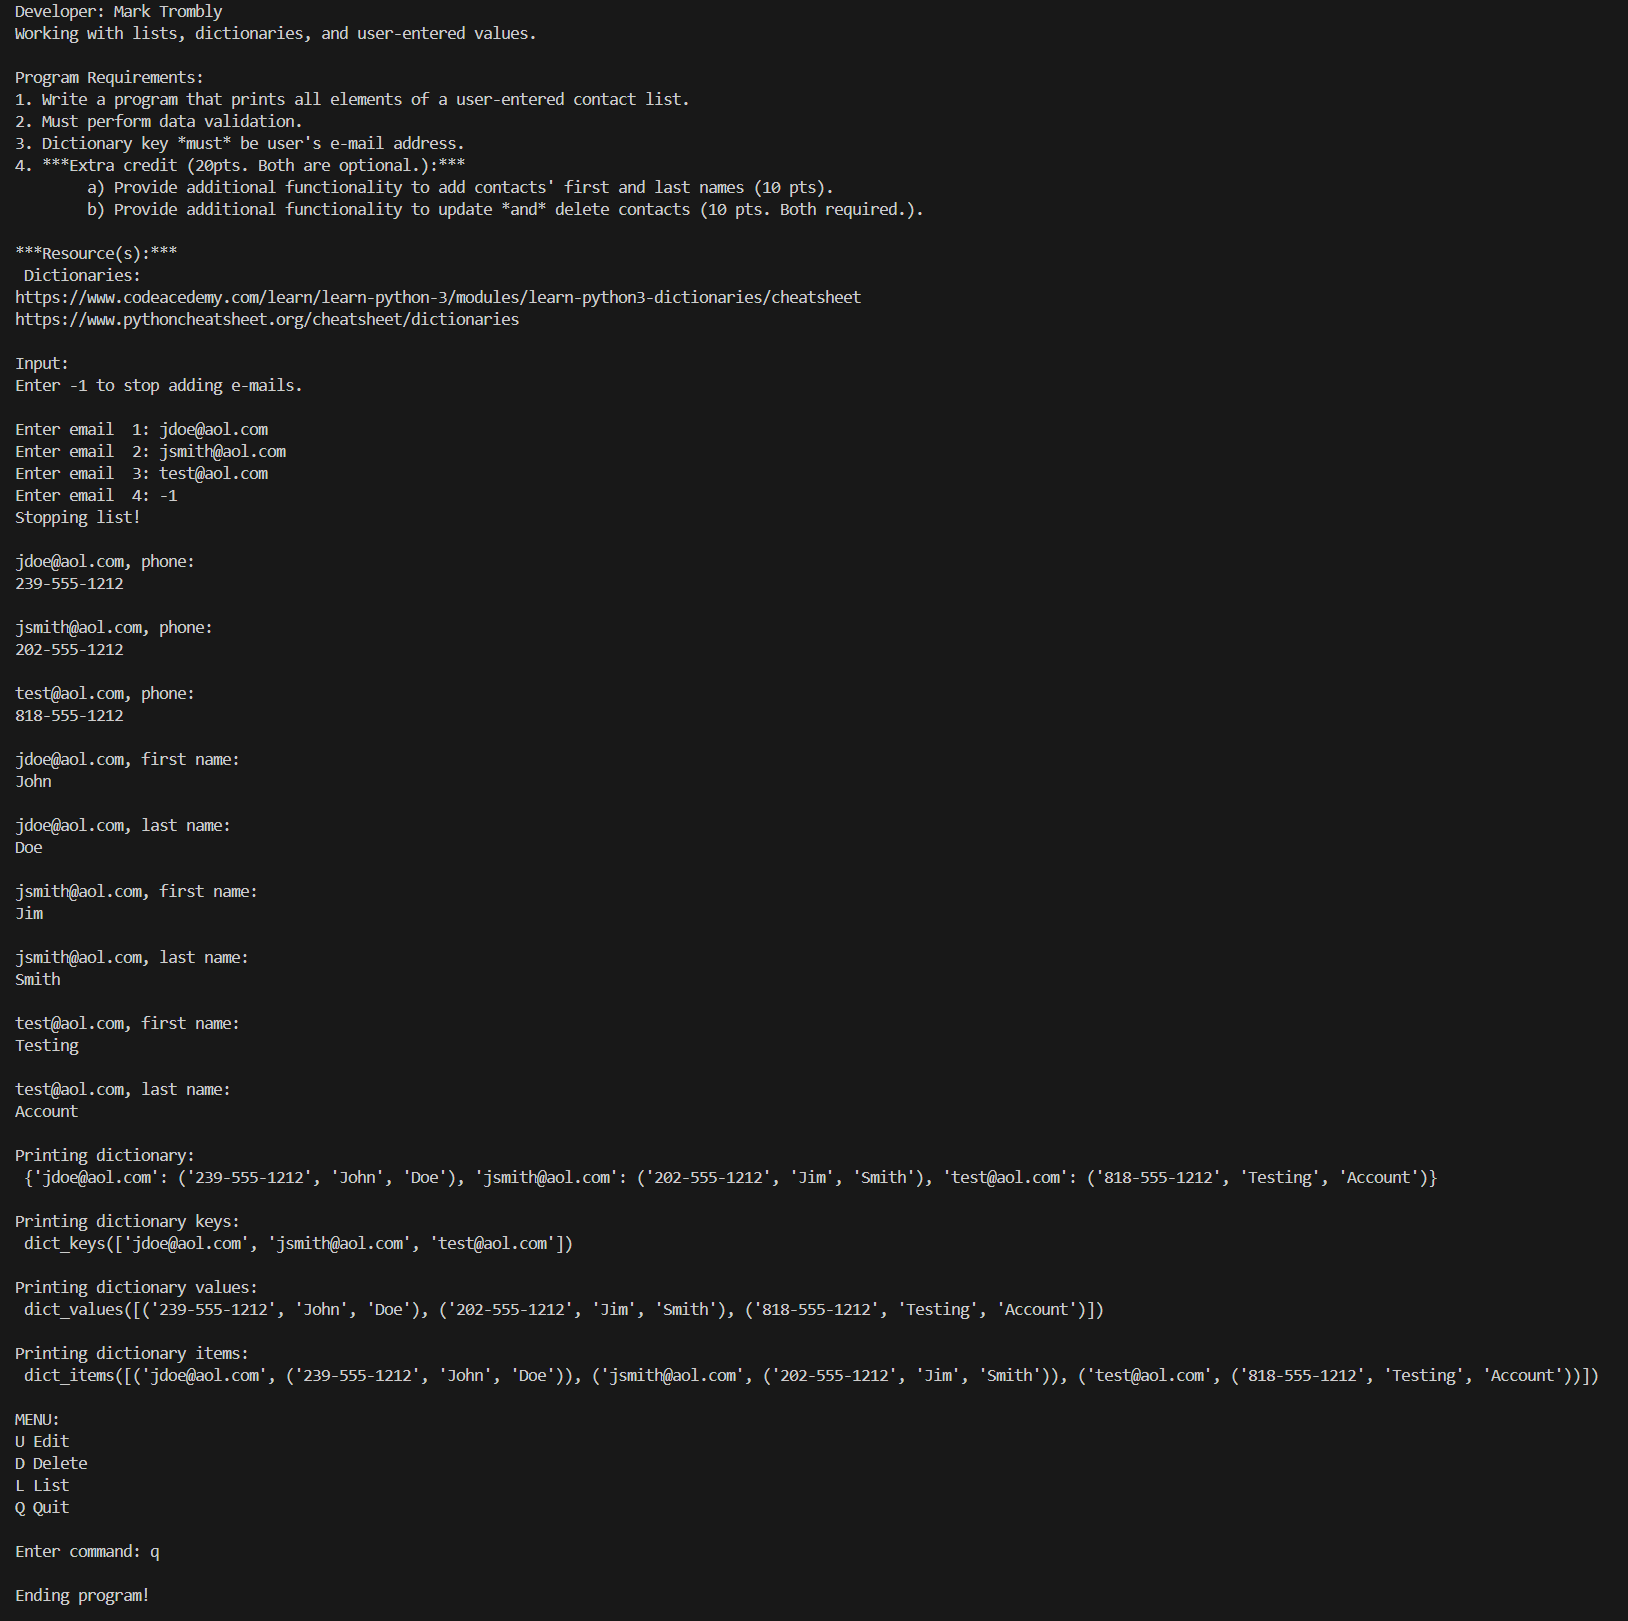 Developer: Mark Trombly
Working with lists, dictionaries, and user-entered values.
Program Requirements:
1. Write a program that prints all elements of a user-entered contact list.
2. Must perform data validation.
3. Dictionary key *must* be user's e-mail address.
4. ***Extra credit (20pts. Both are optional.):***
a) Provide additional functionality to add contacts' first and last names (10 pts).
b) Provide additional functionality to update *and* delete contacts (10 pts. Both required.).
***Resource(s):***
Dictionaries:
https://www.codeacedemy.com/learn/learn-python-3/modules/learn-python3-dictionaries/cheatsheet
https://www.pythoncheatsheet.org/cheatsheet/dictionaries
Input:
Enter -1 to stop adding e-mails.
Enter email  1: jdoe@aol.com
Enter email  2: jsmith@aol.com
Enter email  3: test@aol.com
Enter email  4: -1
Stopping list!
jdoe@aol.com, phone:
239-555-1212
jsmith@aol.com, phone:
202-555-1212
test@aol.com, phone:
818-555-1212
jdoe@aol.com, first name:
John
jdoe@aol.com, last name:
Doe
jsmith@aol.com, first name:
Jim
jsmith@aol.com, last name:
Smith
test@aol.com, first name:
Testing
test@aol.com, last name:
Account
Printing dictionary:
{'jdoe@aol.com': ('239-555-1212', 'John', 'Doe'), 'jsmith@aol.com': ('202-555-1212', 'Jim', 'Smith'), 'test@aol.com': ('818-555-1212', 'Testing', 'Account')}
Printing dictionary keys:
dict_keys(['jdoe@aol.com', 'jsmith@aol.com', 'test@aol.com'])
Printing dictionary values:
dict_values([('239-555-1212', 'John', 'Doe'), ('202-555-1212', 'Jim', 'Smith'), ('818-555-1212', 'Testing', 'Account')])
Printing dictionary items:
dict_items([('jdoe@aol.com', ('239-555-1212', 'John', 'Doe')), ('jsmith@aol.com', ('202-555-1212', 'Jim', 'Smith')), ('test@aol.com', ('818-555-1212', 'Testing', 'Account'))])
MENU:
U Edit
D Delete
L List
Q Quit
Enter command: q
Ending program!